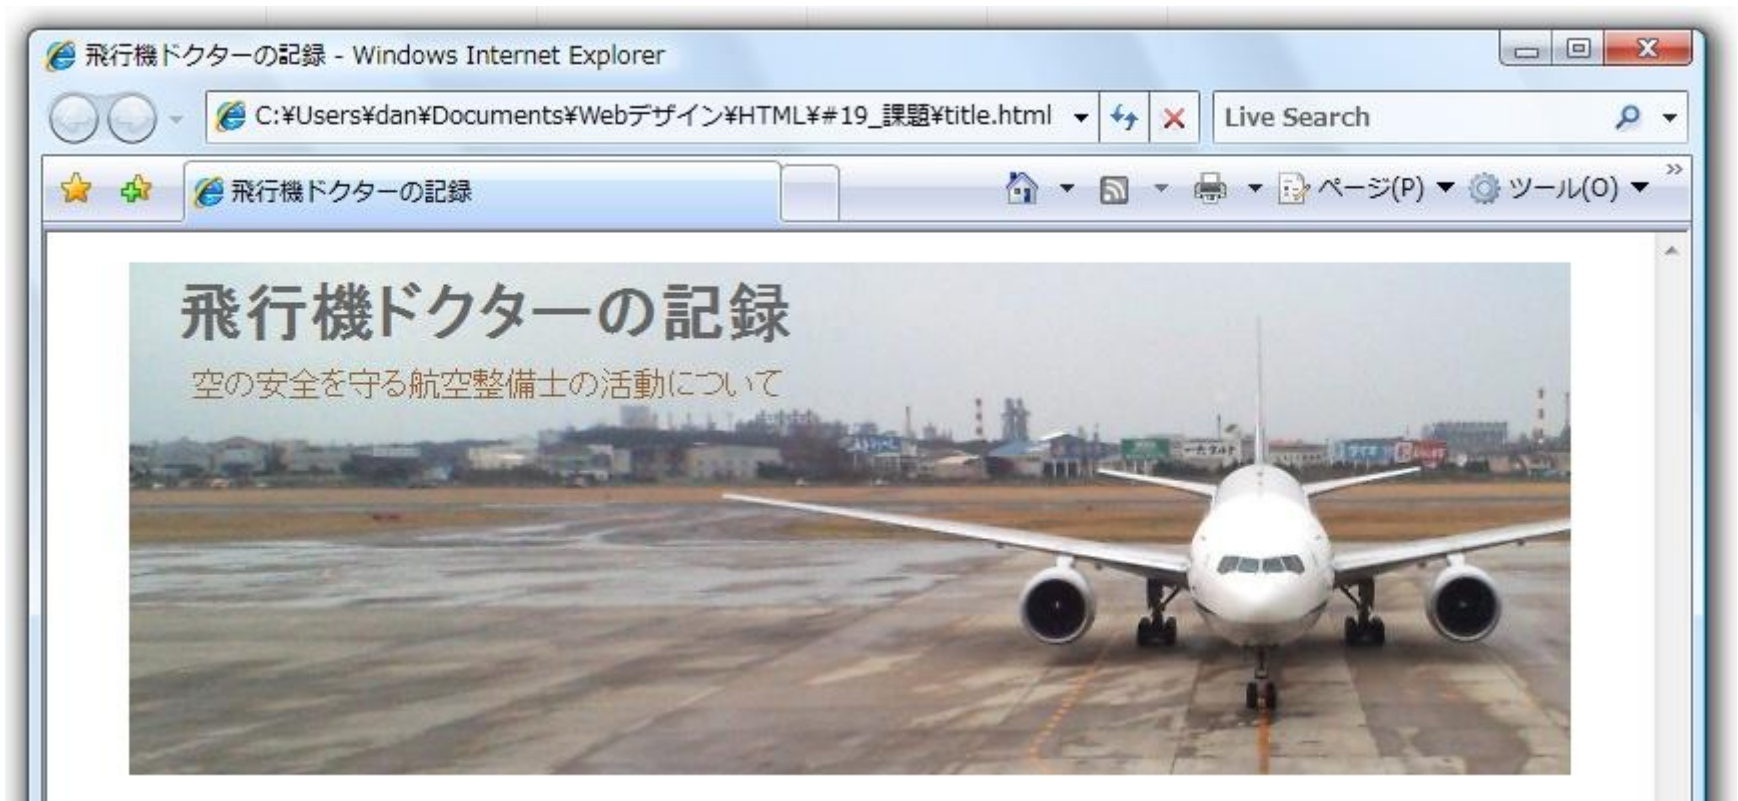 飛行機ドクターの記録 - Windows Internet Explorer
C:¥Users¥dan¥Documents¥Webデザイン¥HTML¥#19_課題¥title.html
Live Search
飛行機ドクターの記録
ページ(P)
ツール(O)
飛行機ドクターの記録
空の安全を守る航空整備士の活動について